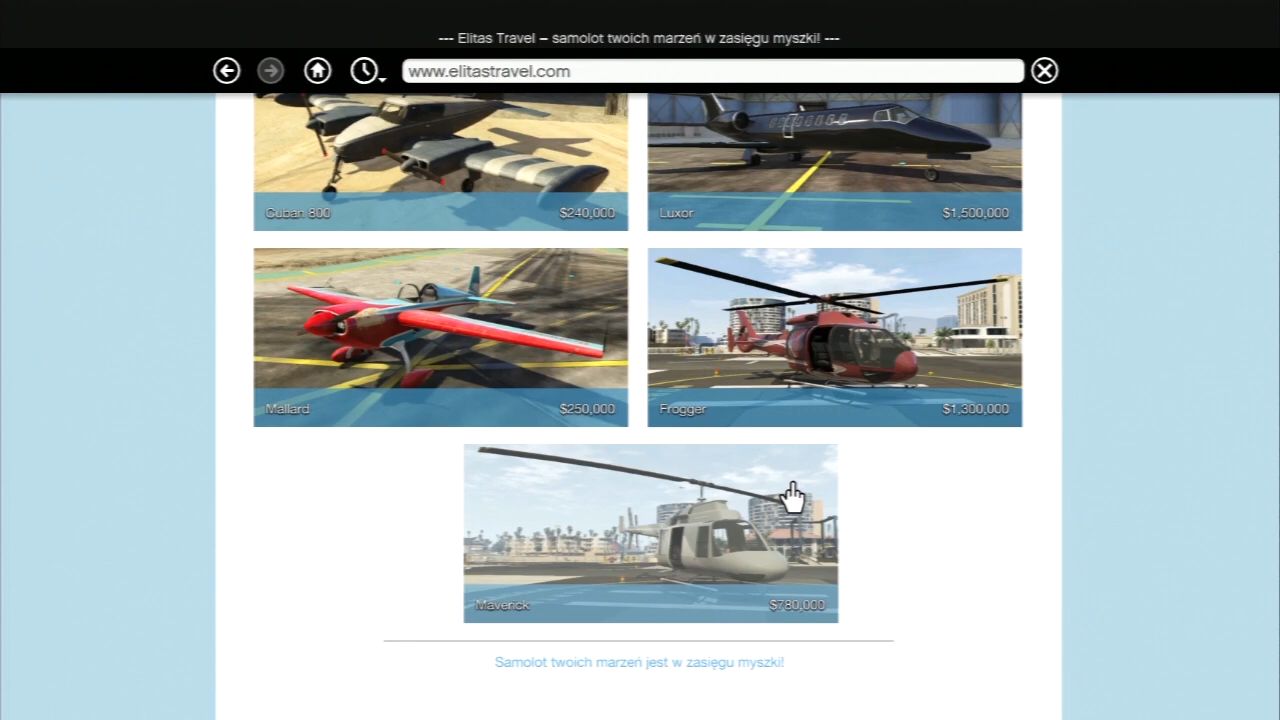 --- Elitas Travel – samolot twoich marzeń w zasięgu myszki! ---
www.elitastravel.com
Cuban 800 $240,000
Luxor $1,500,000
Mallard $250,000
Frogger $1,300,000
Maverick $780,000
Samolot twoich marzeń jest w zasięgu myszki!